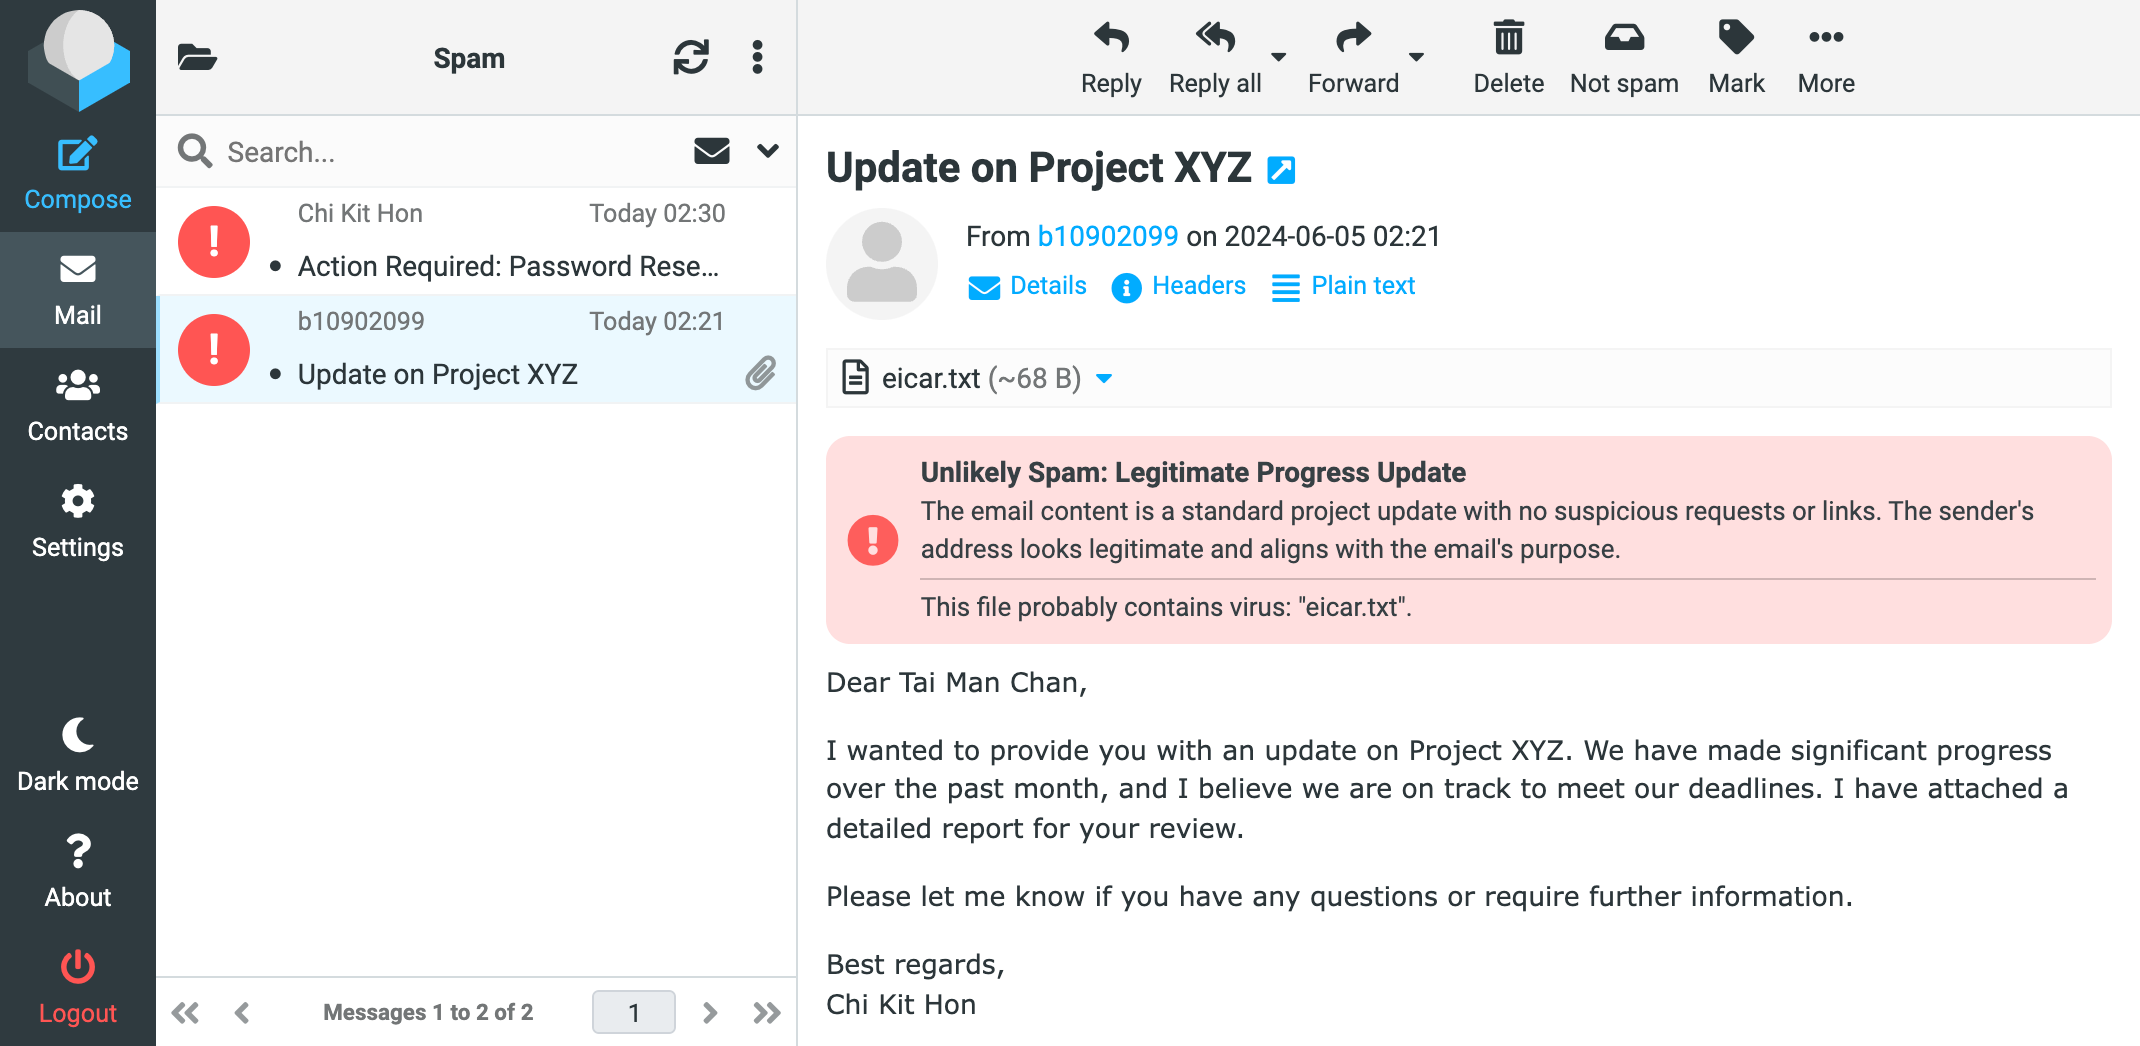 Compose
Mail
Contacts
Settings
Dark mode
About
Logout
Spam
Search...
Chi Kit Hon Today 02:30
• Action Required: Password Rese...
b10902099 Today 02:21
• Update on Project XYZ
Messages 1 to 2 of 2 1
Reply Reply all Forward Delete Not spam Mark More
Update on Project XYZ
From b10902099 on 2024-06-05 02:21
Details Headers Plain text
eicar.txt (~68 B)
Unlikely Spam: Legitimate Progress Update
The email content is a standard project update with no suspicious requests or links. The sender's
address looks legitimate and aligns with the email's purpose.
This file probably contains virus: "eicar.txt".
Dear Tai Man Chan,
I wanted to provide you with an update on Project XYZ. We have made significant progress
over the past month, and I believe we are on track to meet our deadlines. I have attached a
detailed report for your review.
Please let me know if you have any questions or require further information.
Best regards,
Chi Kit Hon